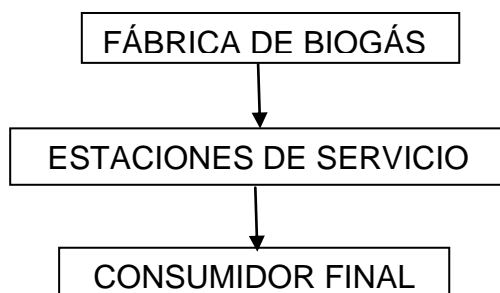 FÁBRICA DE BIOGÁS
ESTACIONES DE SERVICIO
CONSUMIDOR FINAL